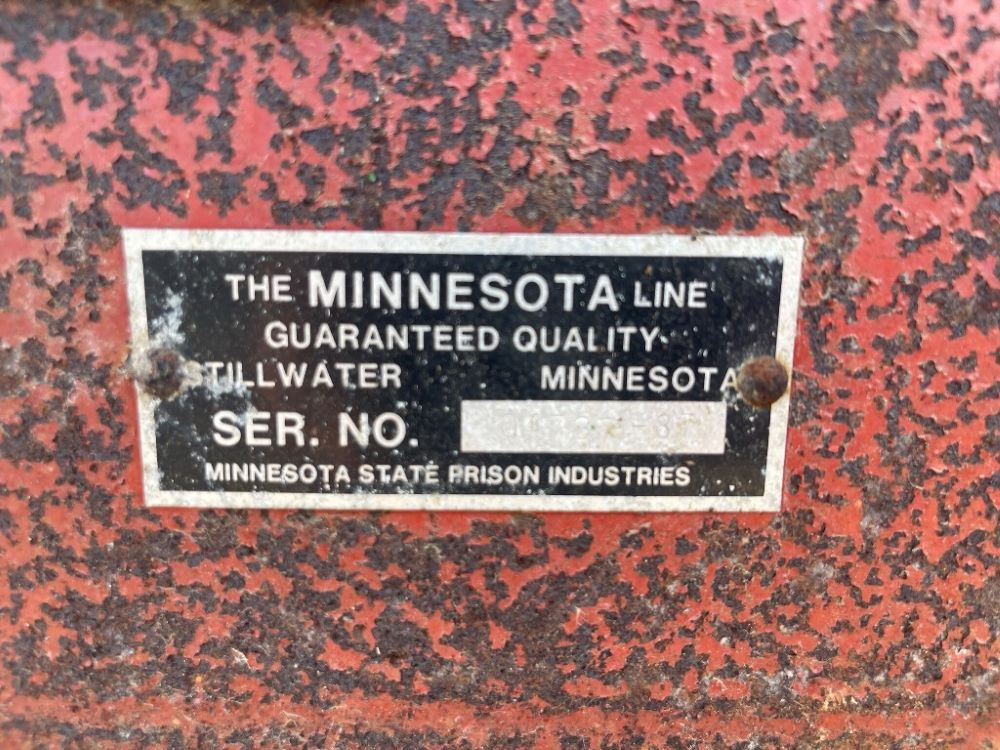 THE MINNESOTA LINE
GUARANTEED QUALITY
STILLWATER MINNESOTA
SER. NO.
MINNESOTA STATE PRISON INDUSTRIES